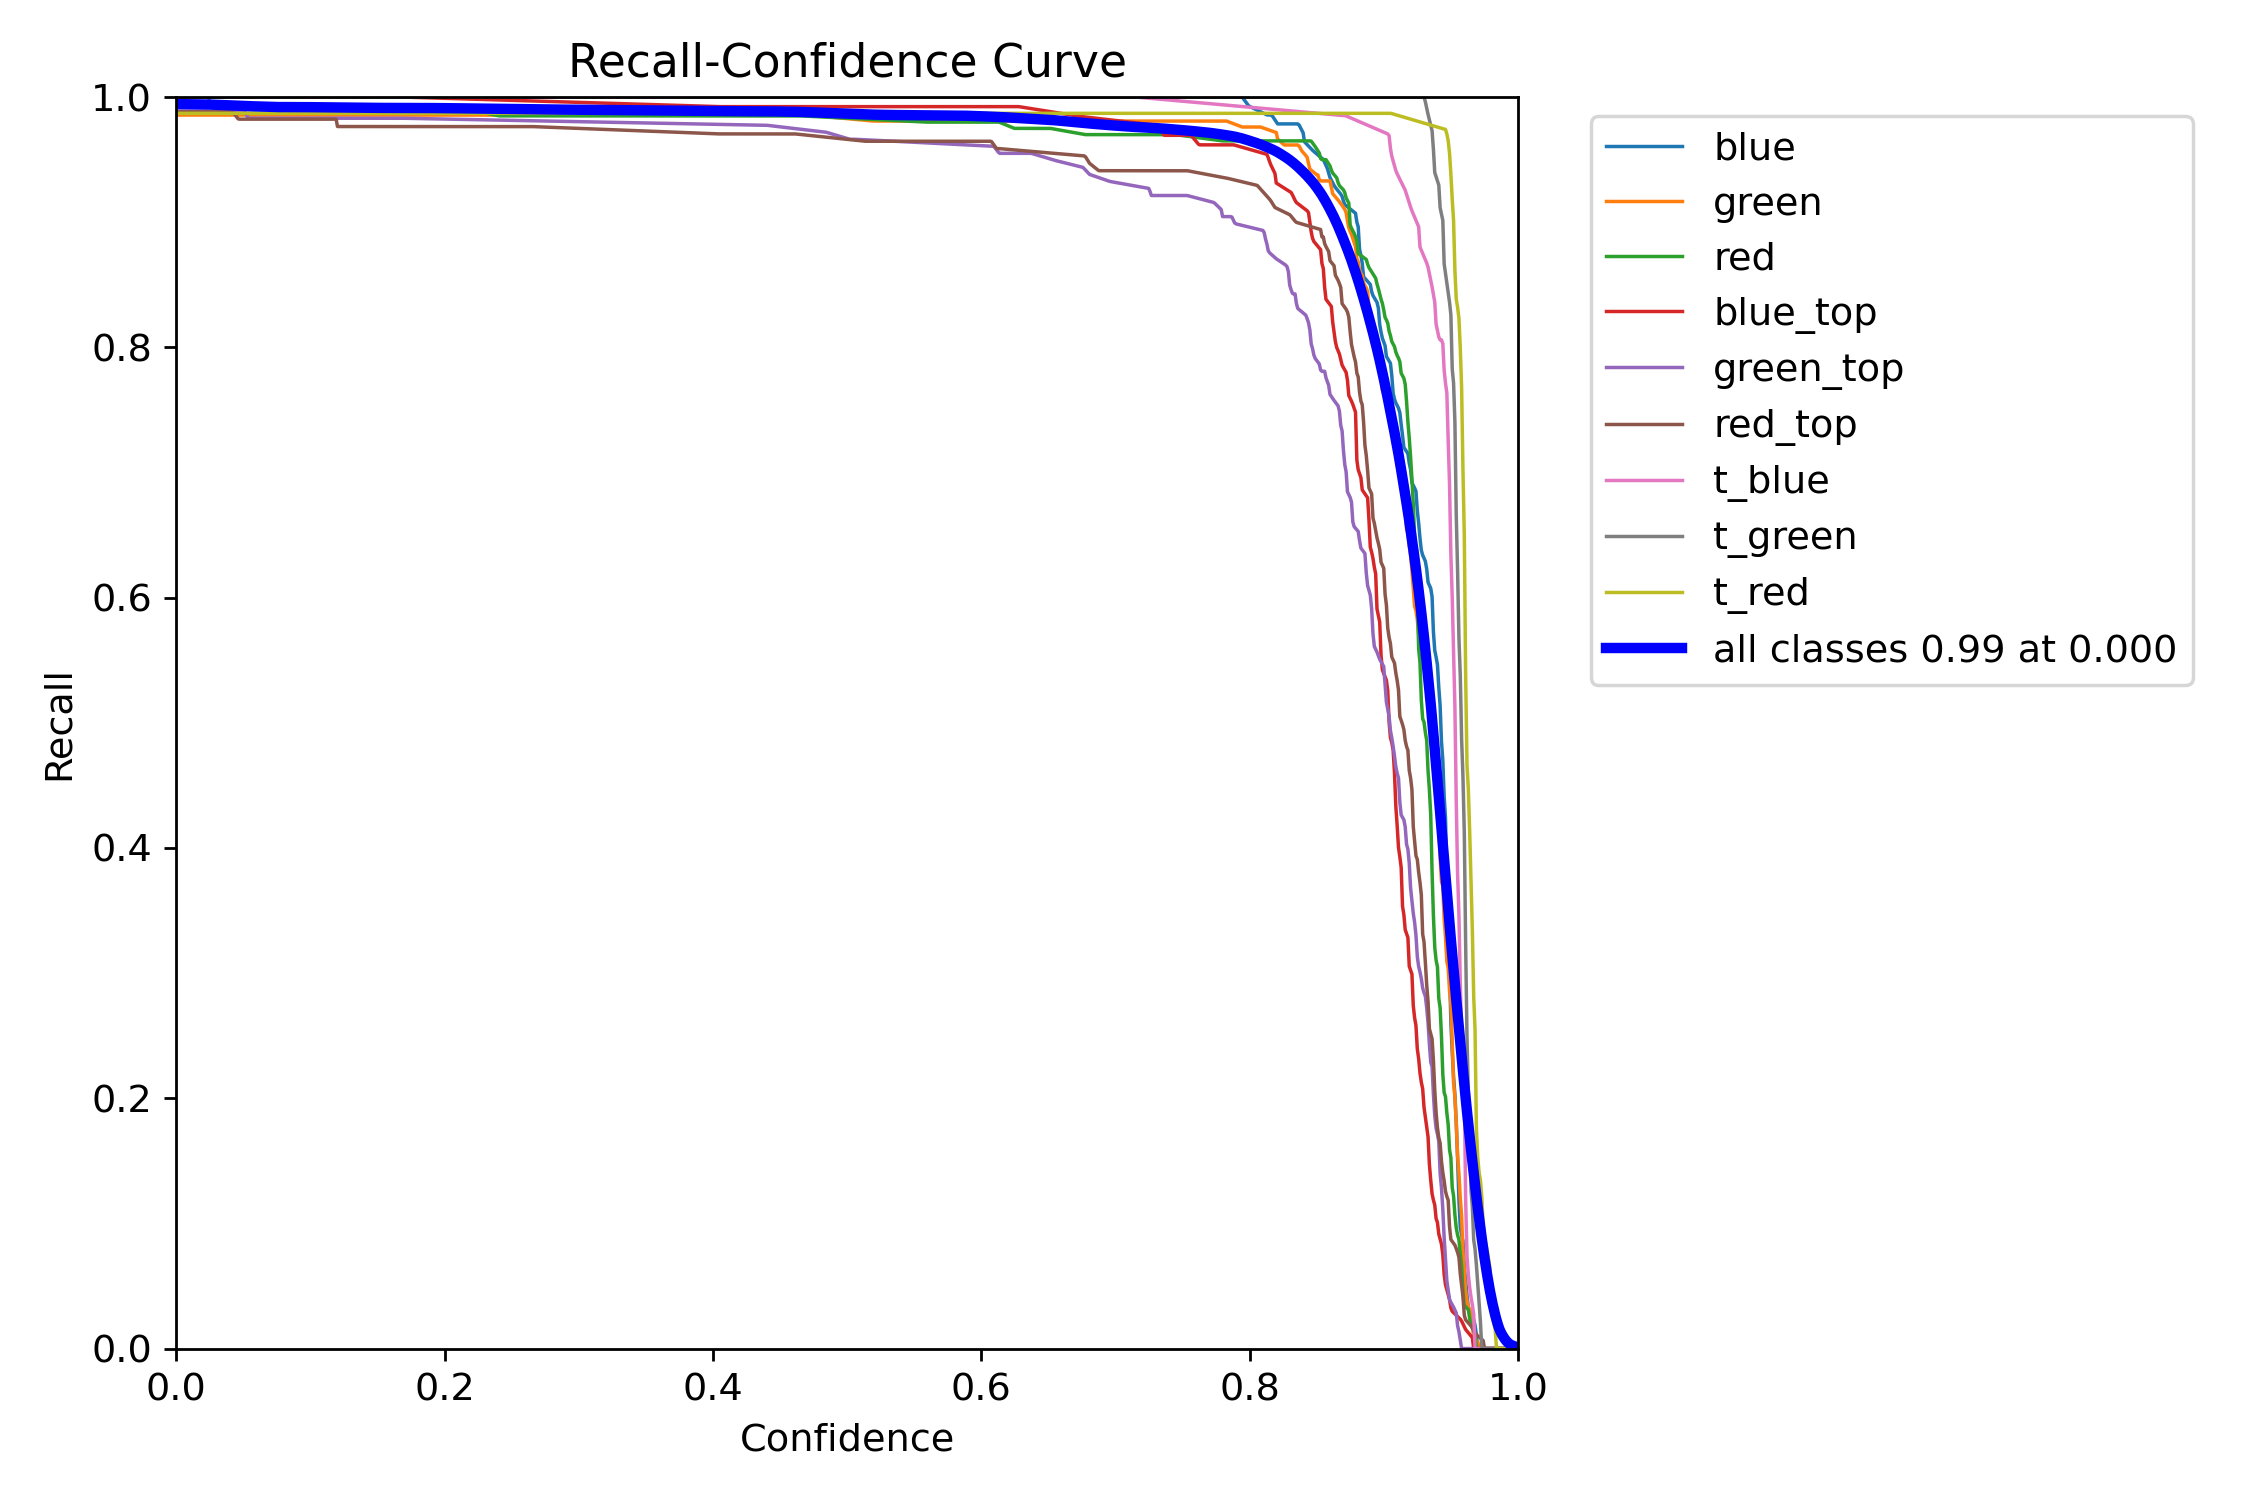 Recall-Confidence Curve
1.0
0.8
0.6
0.4
0.2
0.0
Recall
0.0 0.2 0.4 0.6 0.8 1.0
Confidence
blue
green
red
blue_top
green_top
red_top
t_blue
t_green
t_red
all classes 0.99 at 0.000